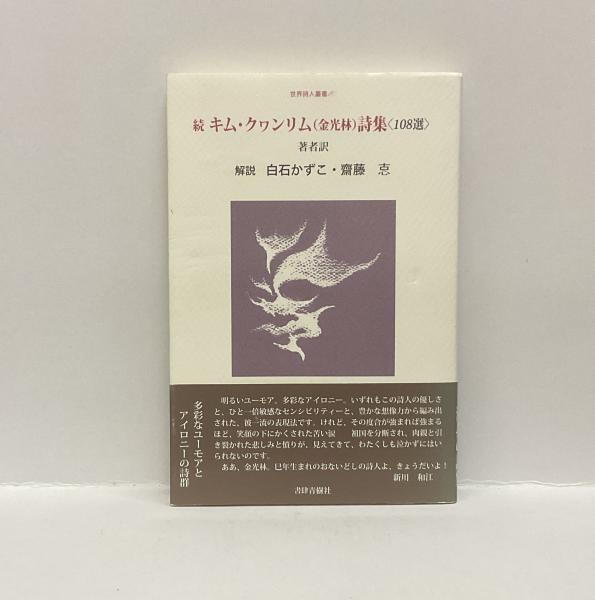 世界詩人叢書
続 キム・クヮンリム(金光林)詩集〈108選〉
著者訳
解説 白石かずこ・齋藤 怘
多彩なユーモアと
アイロニーの詩群
明るいユーモア。多彩なアイロニー。いずれもこの詩人の優しさ
と、ひと一倍敏感なセンシビリティーと、豊かな想像力から編み出
された、彼一流の表現法です。けれど、その度合が強まれば強まる
ほど、笑顔の下にかくされた苦い涙 祖国を分断され、肉親と引
き裂かれた悲しみと憤りが、見えてきて、わたくしも泣かずにはい
られないのです。
ああ、金光林。巳年生まれのおないどしの詩人よ、きょうだいよ!
新川 和江
書肆青樹社